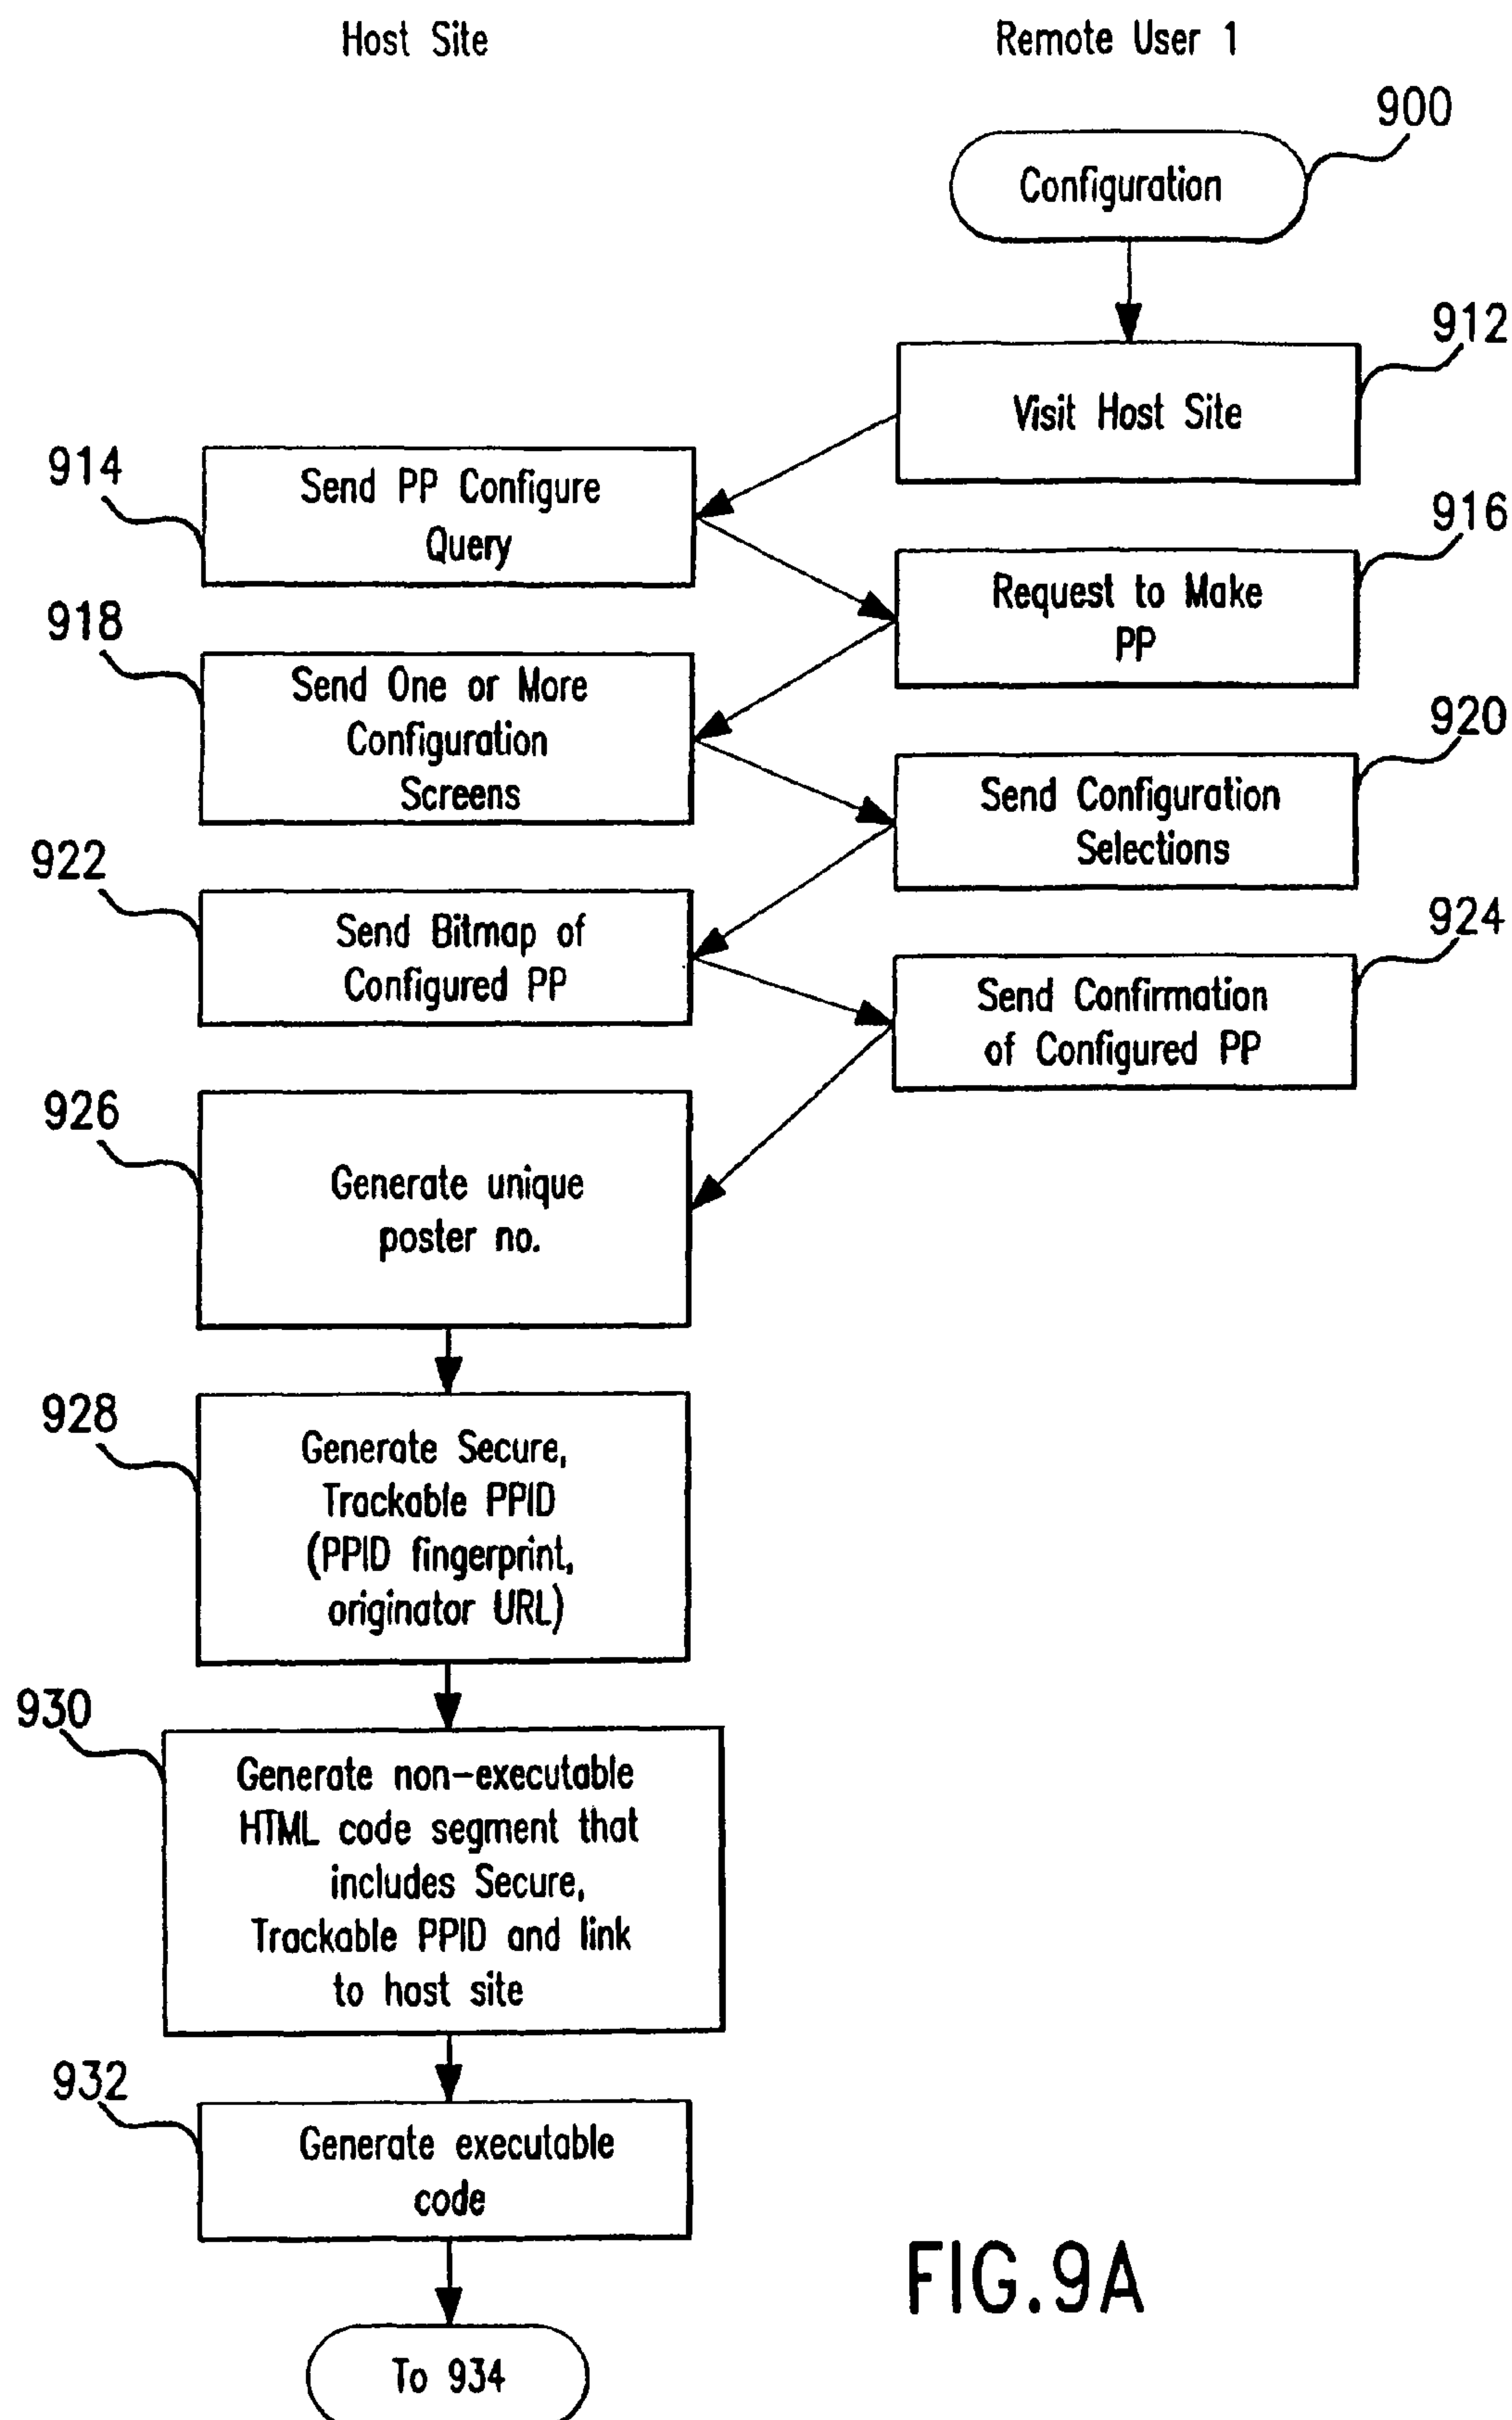 Host Site
Remote User 1
900
Configuration
912
Visit Host Site
914
Send PP Configure
Query
916
Request to Make
PP
918
Send One or More
Configuration
Screens
920
Send Configuration
Selections
922
Send Bitmap of
Configured PP
924
Send Confirmation
of Configured PP
926
Generate unique
poster no.
928
Generate Secure,
Trackable PPID
(PPID fingerprint,
originator URL)
930
Generate non-executable
HTML code segment that
includes Secure,
Trackable PPID and link
to host site
932
Generate executable
code
To 934
FIG.9A